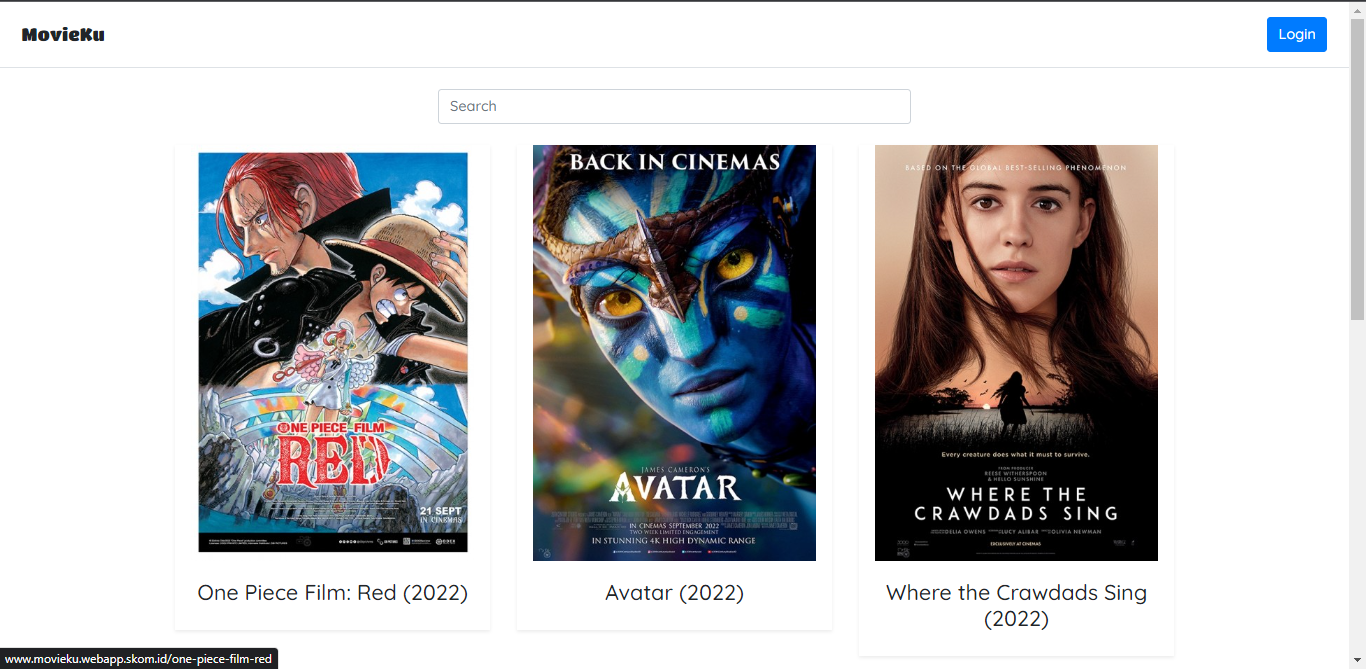 MovieKu
Login
Search
ONE PIECE FILM
RED
21 SEPT
IN CINEMAS
BACK IN CINEMAS
JAMES CAMERON'S
AVATAR
IN CINEMAS SEPTEMBER 2022
TWO WEEK LIMITED ENGAGEMENT
IN STUNNING 4K HIGH DYNAMIC RANGE
BASED ON THE GLOBAL BEST-SELLING PHENOMENON
Every creature does what it must to survive.
FROM PRODUCER
REESE WITHERSPOON
& HELLO SUNSHINE
WHERE THE
CRAWDADS SING
EXCLUSIVELY AT CINEMAS
One Piece Film: Red (2022)
Avatar (2022)
Where the Crawdads Sing
(2022)
www.movieku.webapp.skom.id/one-piece-film-red